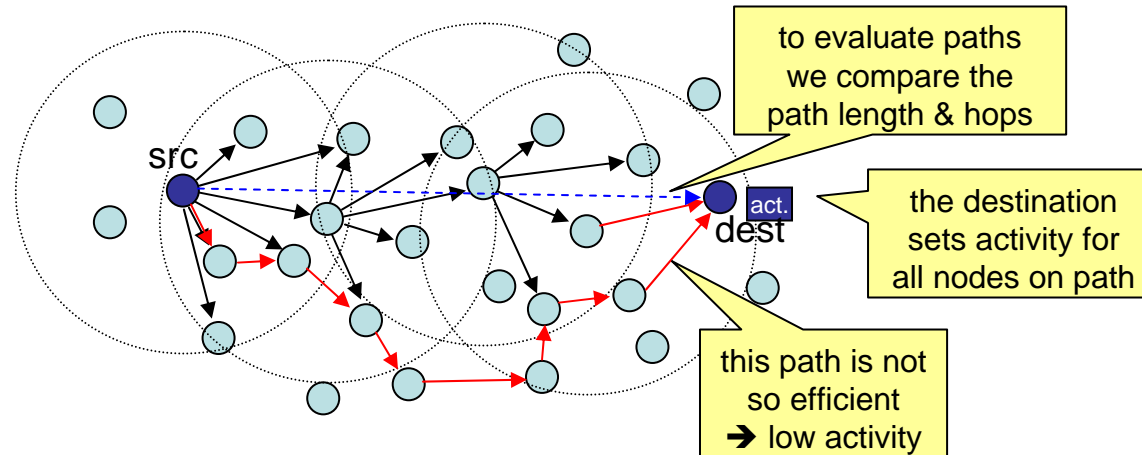 to evaluate paths
we compare the
path length & hops
src
act.
dest
the destination
sets activity for
all nodes on path
this path is not
so efficient
➔ low activity